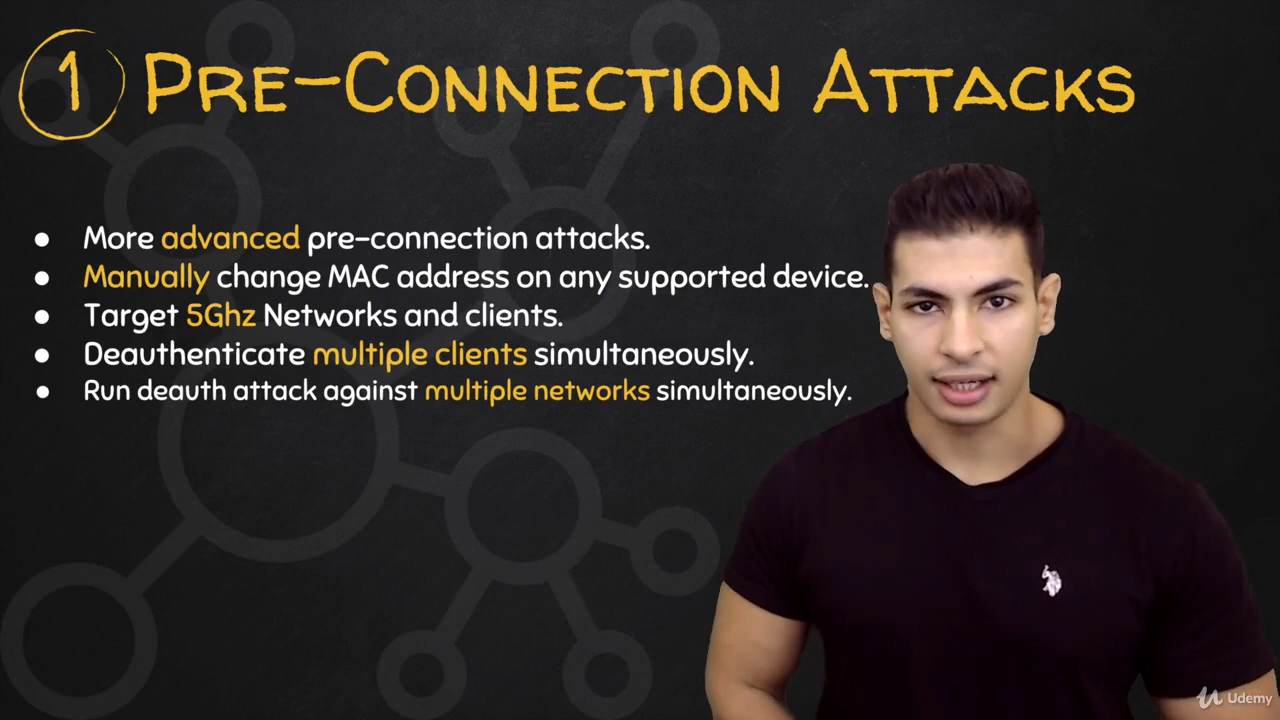 1 PRE-CONNECTION ATTACKS
● More advanced pre-connection attacks.
● Manually change MAC address on any supported device.
● Target 5Ghz Networks and clients.
● Deauthenticate multiple clients simultaneously.
● Run deauth attack against multiple networks simultaneously.
Udemy